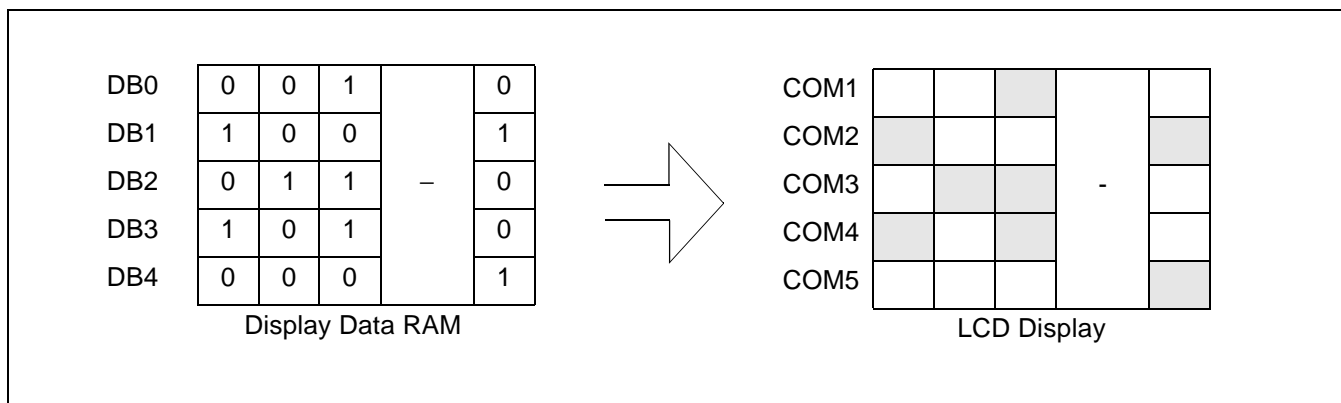 DB0 0 0 1 0 COM1
DB1 1 0 0 1 COM2
DB2 0 1 1 – 0 COM3 -
DB3 1 0 1 0 COM4
DB4 0 0 0 1 COM5
Display Data RAM LCD Display